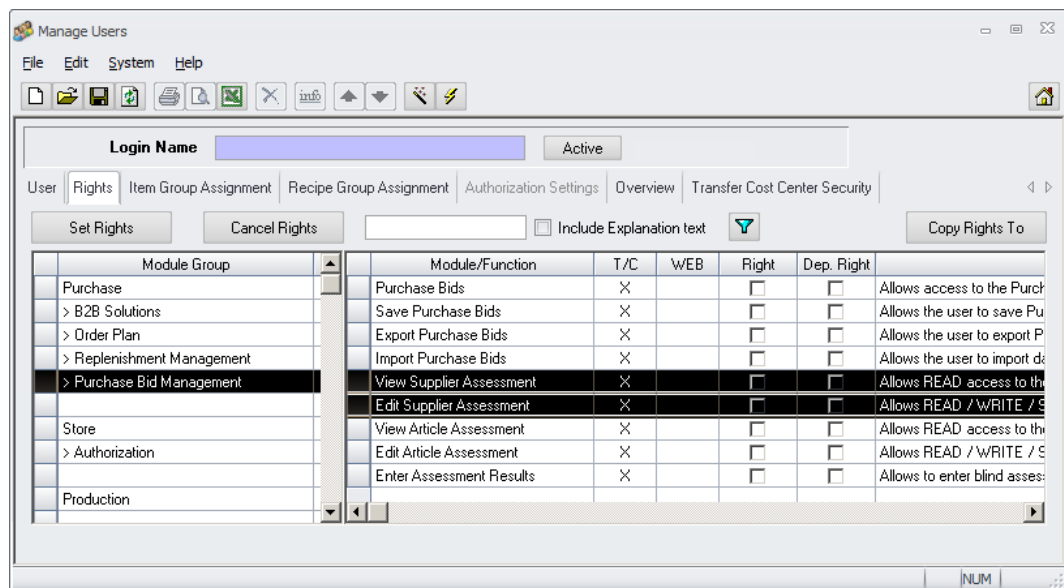 Manage Users
File Edit System Help
info
Login Name Active
User Rights Item Group Assignment Recipe Group Assignment Authorization Settings Overview Transfer Cost Center Security
Set Rights Cancel Rights Include Explanation text Copy Rights To
Module Group Module/Function T/C WEB Right Dep. Right
Purchase Purchase Bids X Allows access to the Purch
> B2B Solutions Save Purchase Bids X Allows the user to save Pu
> Order Plan Export Purchase Bids X Allows the user to export P
> Replenishment Management Import Purchase Bids X Allows the user to import da
> Purchase Bid Management View Supplier Assessment X Allows READ access to the
Edit Supplier Assessment X Allows READ / WRITE / S
Store View Article Assessment X Allows READ access to the
> Authorization Edit Article Assessment X Allows READ / WRITE / S
Enter Assessment Results X Allows to enter blind asses
Production
NUM